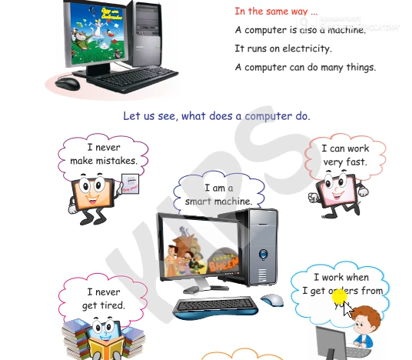 In the same way ...
A computer is also a machine.
It runs on electricity.
A computer can do many things.
Let us see, what does a computer do.
I never
make mistakes.
I can work
very fast.
I am a
smart machine.
I never
get tired.
I work when
I get orders from
KIPS